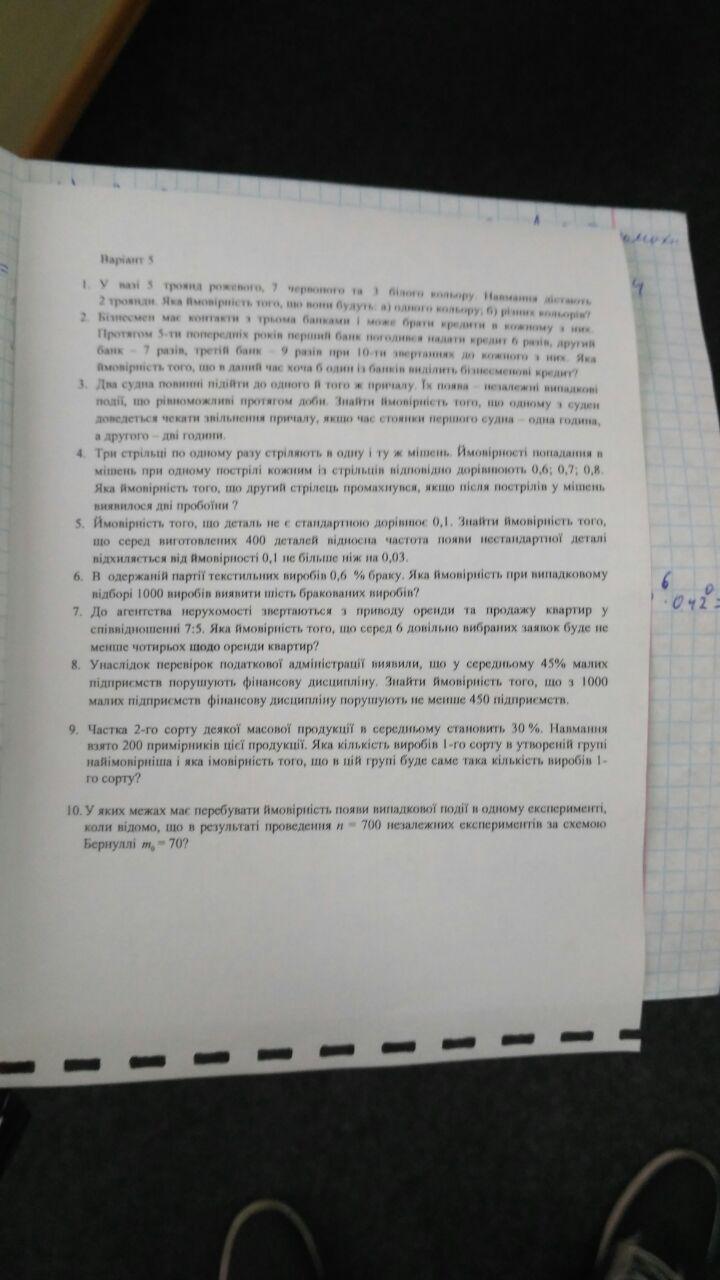 Варіант 5
1. У вазі 5 троянд рожевого, 7 червоного та 3 білого кольору. Навмання дістають
2 троянди. Яка ймовірність того, що вони будуть: а) одного кольору; б) різних кольорів?
2. Бізнесмен має контакти з трьома банками і може брати кредити в кожному з них.
Протягом 5-ти попередніх років перший банк погодився надати кредит 6 разів, другий
банк – 7 разів, третій банк – 9 разів при 10-ти звертаннях до кожного з них. Яка
ймовірність того, що в даний час хоча б один із банків виділить бізнесменові кредит?
3. Два судна повинні підійти до одного й того ж причалу. Їх поява – незалежні випадкові
події, що рівноможливі протягом доби. Знайти ймовірність того, що одному з суден
доведеться чекати звільнення причалу, якщо час стоянки першого судна – одна година,
а другого – дві години.
4. Три стрільці по одному разу стріляють в одну і ту ж мішень. Ймовірності попадання в
мішень при одному пострілі кожним із стрільців відповідно дорівнюють 0,6; 0,7; 0,8.
Яка ймовірність того, що другий стрілець промахнувся, якщо після пострілів у мішень
виявилося дві пробоїни ?
5. Ймовірність того, що деталь не є стандартною дорівнює 0,1. Знайти ймовірність того,
що серед виготовлених 400 деталей відносна частота появи нестандартної деталі
відхиляється від ймовірності 0,1 не більше ніж на 0,03.
6. В одержаній партії текстильних виробів 0,6 % браку. Яка ймовірність при випадковому
відборі 1000 виробів виявити шість бракованих виробів?
7. До агентства нерухомості звертаються з приводу оренди та продажу квартир у
співвідношенні 7:5. Яка ймовірність того, що серед 6 довільно вибраних заявок буде не
менше чотирьох щодо оренди квартир?
8. Унаслідок перевірок податкової адміністрації виявили, що у середньому 45% малих
підприємств порушують фінансову дисципліну. Знайти ймовірність того, що з 1000
малих підприємств фінансову дисципліну порушують не менше 450 підприємств.
9. Частка 2-го сорту деякої масової продукції в середньому становить 30 %. Навмання
взято 200 примірників цієї продукції. Яка кількість виробів 1-го сорту в утвореній групі
найімовірніша і яка імовірність того, що в цій групі буде саме така кількість виробів 1-
го сорту?
10. У яких межах має перебувати ймовірність появи випадкової події в одному експерименті,
коли відомо, що в результаті проведення n = 700 незалежних експериментів за схемою
Бернуллі m₀ = 70?